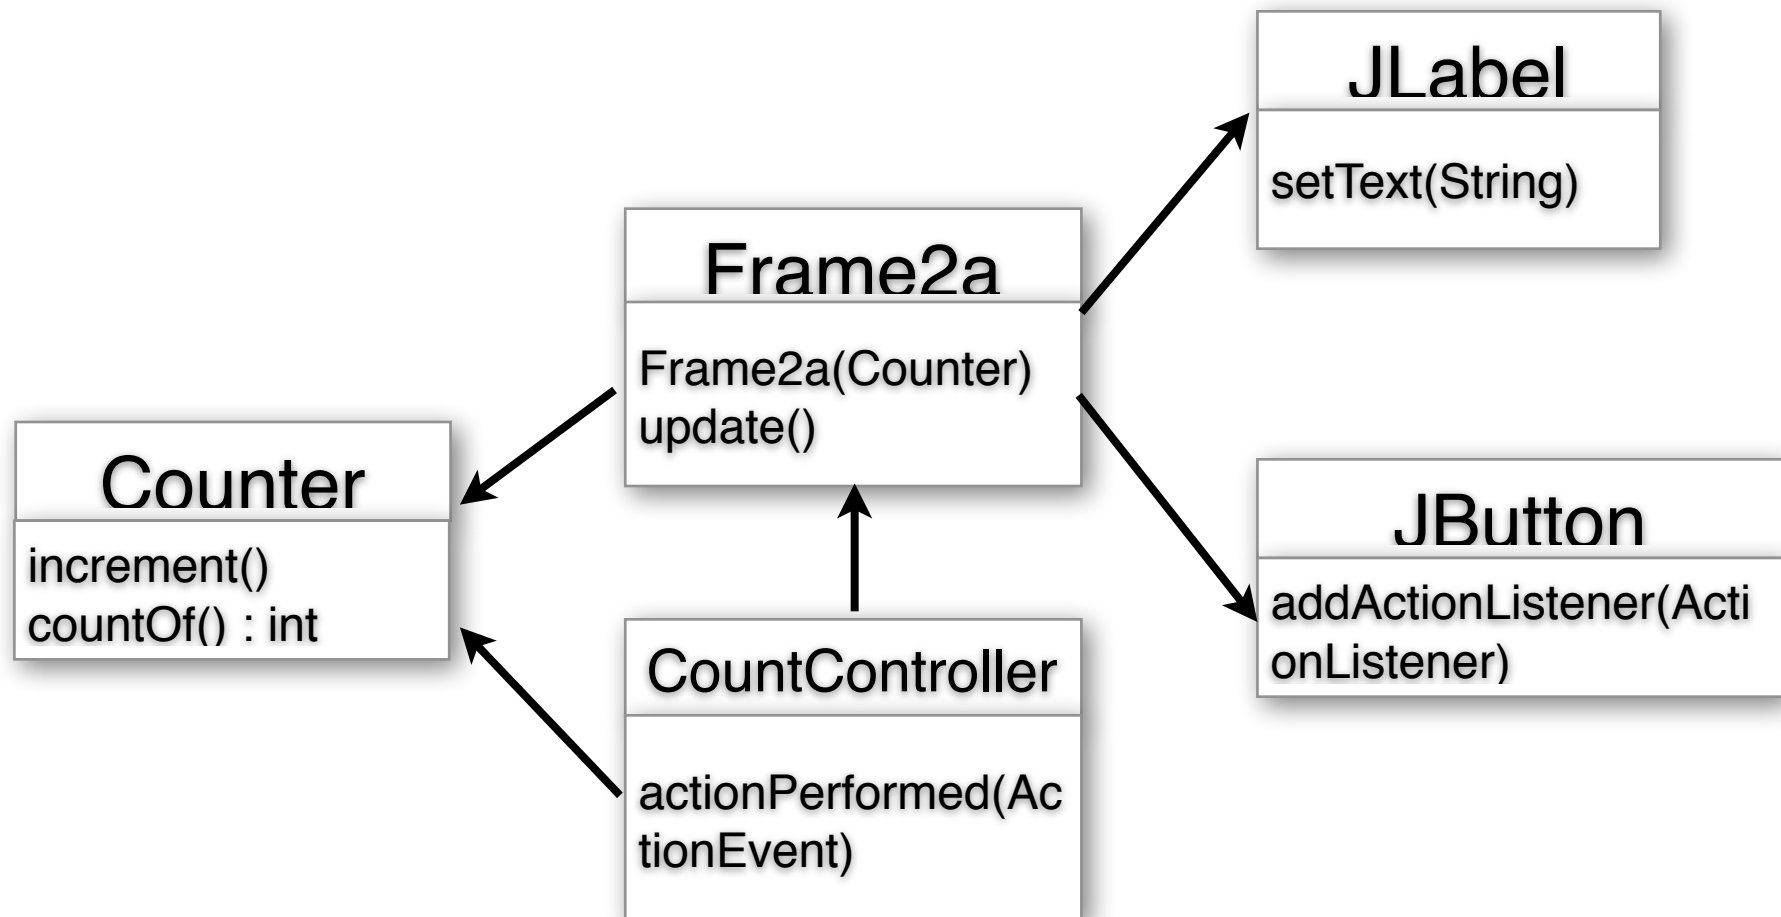 JLabel
setText(String)
Frame2a
Frame2a(Counter)
update()
Counter
increment()
countOf() : int
JButton
addActionListener(Acti
onListener)
CountController
actionPerformed(Ac
tionEvent)